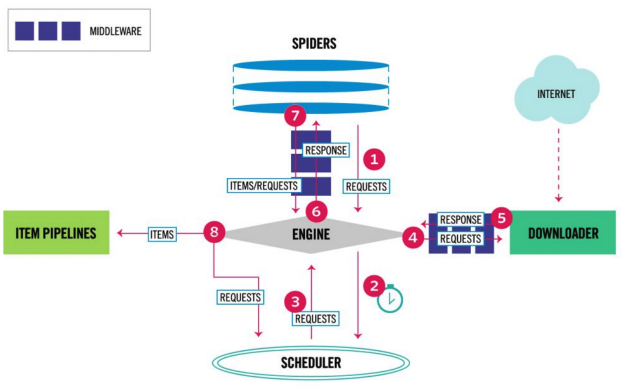 MIDDLEWARE
SPIDERS
INTERNET
7
RESPONSE
1
ITEMS/REQUESTS
REQUESTS
6
RESPONSE
5
ITEM PIPELINES
ITEMS
8
ENGINE
4
REQUESTS
DOWNLOADER
REQUESTS
3
REQUESTS
2
SCHEDULER